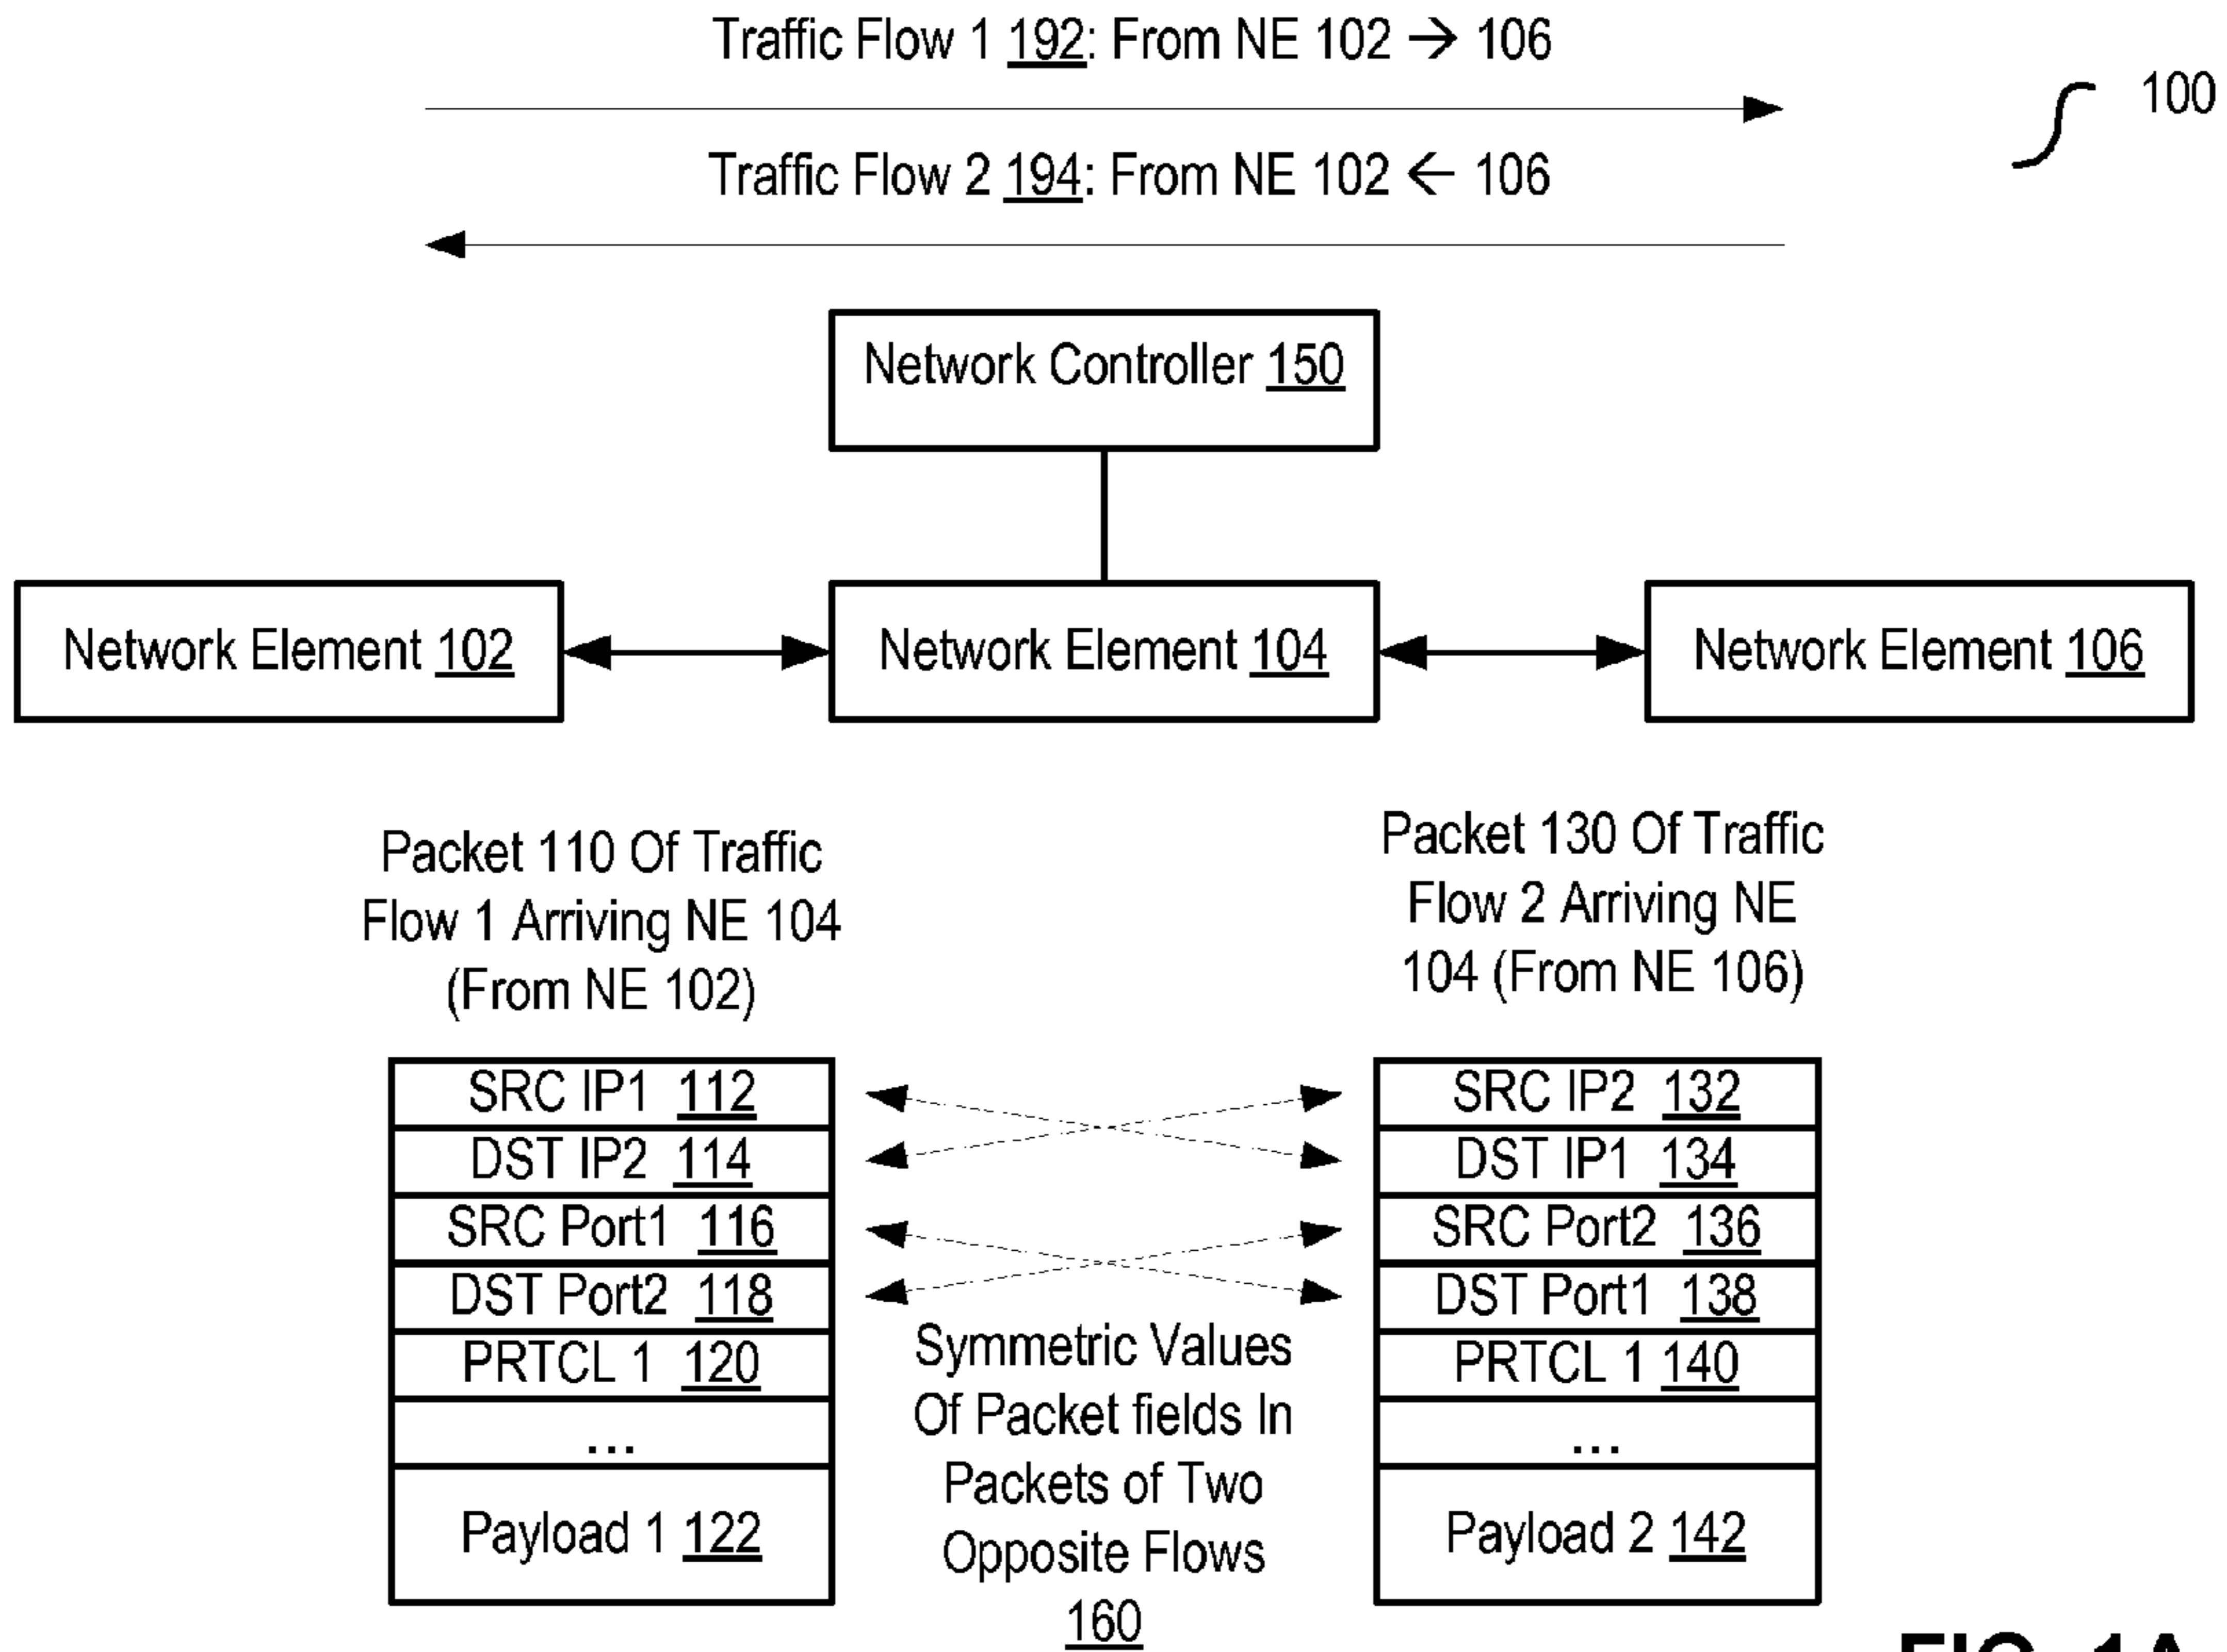 Traffic Flow 1 192: From NE 102 → 106
100
Traffic Flow 2 194: From NE 102 ← 106
Network Controller 150
Network Element 102
Network Element 104
Network Element 106
Packet 110 Of Traffic
Flow 1 Arriving NE 104
(From NE 102)
Packet 130 Of Traffic
Flow 2 Arriving NE
104 (From NE 106)
SRC IP1 112
DST IP2 114
SRC Port1 116
DST Port2 118
PRTCL 1 120
...
Payload 1 122
Symmetric Values
Of Packet fields In
Packets of Two
Opposite Flows
160
SRC IP2 132
DST IP1 134
SRC Port2 136
DST Port1 138
PRTCL 1 140
...
Payload 2 142
FIG. 1A